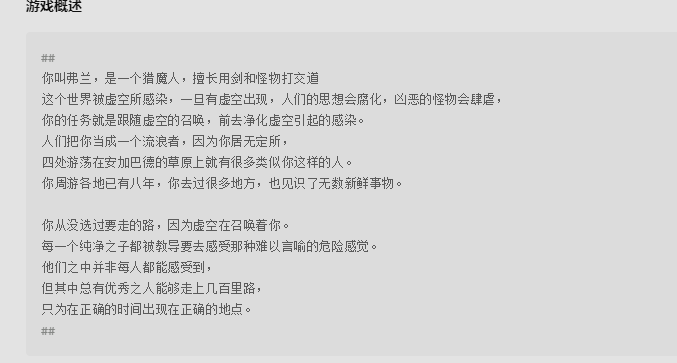 游戏概述
##
你叫弗兰，是一个猎魔人，擅长用剑和怪物打交道
这个世界被虚空所感染，一旦有虚空出现，人们的思想会腐化，凶恶的怪物会肆虐，
你的任务就是跟随虚空的召唤，前去净化虚空引起的感染。
人们把你当成一个流浪者，因为你居无定所，
四处游荡在安加巴德的草原上就有很多类似你这样的人。
你周游各地已有八年，你去过很多地方，也见识了无数新鲜事物。
你从没选过要走的路，因为虚空在召唤着你。
每一个纯净之子都被教导要去感受那种难以言喻的危险感觉。
他们之中并非每人都能感受到，
但其中总有优秀之人能够走上几百里路，
只为在正确的时间出现在正确的地点。
##